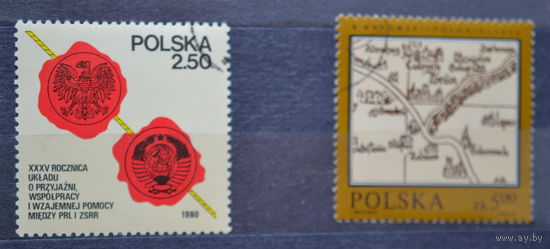 POLSKA
2.50
XXXV ROCZNICA
UKŁADU
O PRZYJAŹNI,
WSPÓŁPRACY
I WZAJEMNEJ POMOCY
MIĘDZY PRL I ZSRR
1980
POLSKA
ZŁ 5,00
www.ay.by